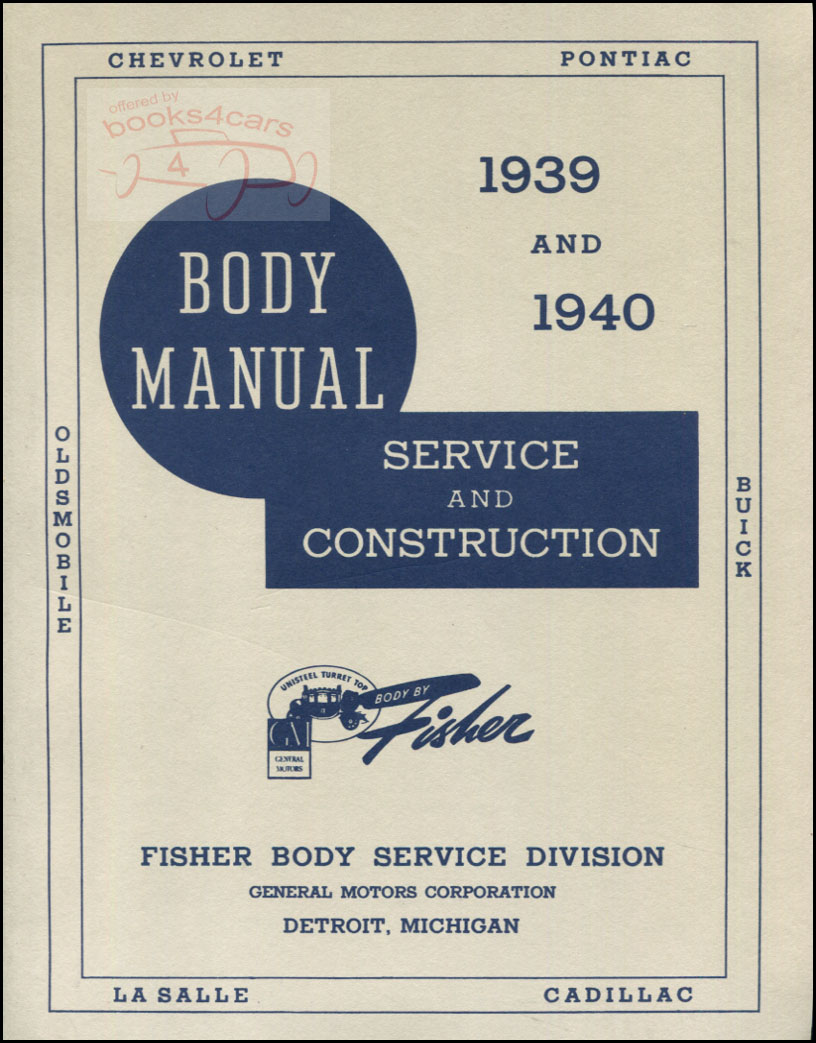 CHEVROLET
PONTIAC
offered by
books4cars
4
1939
AND
1940
BODY
MANUAL
SERVICE
AND
CONSTRUCTION
OLDSMOBILE
BUICK
UNISTEEL TURRET TOP
BODY BY
Fisher
GM
GENERAL
MOTORS
FISHER BODY SERVICE DIVISION
GENERAL MOTORS CORPORATION
DETROIT, MICHIGAN
LA SALLE
CADILLAC